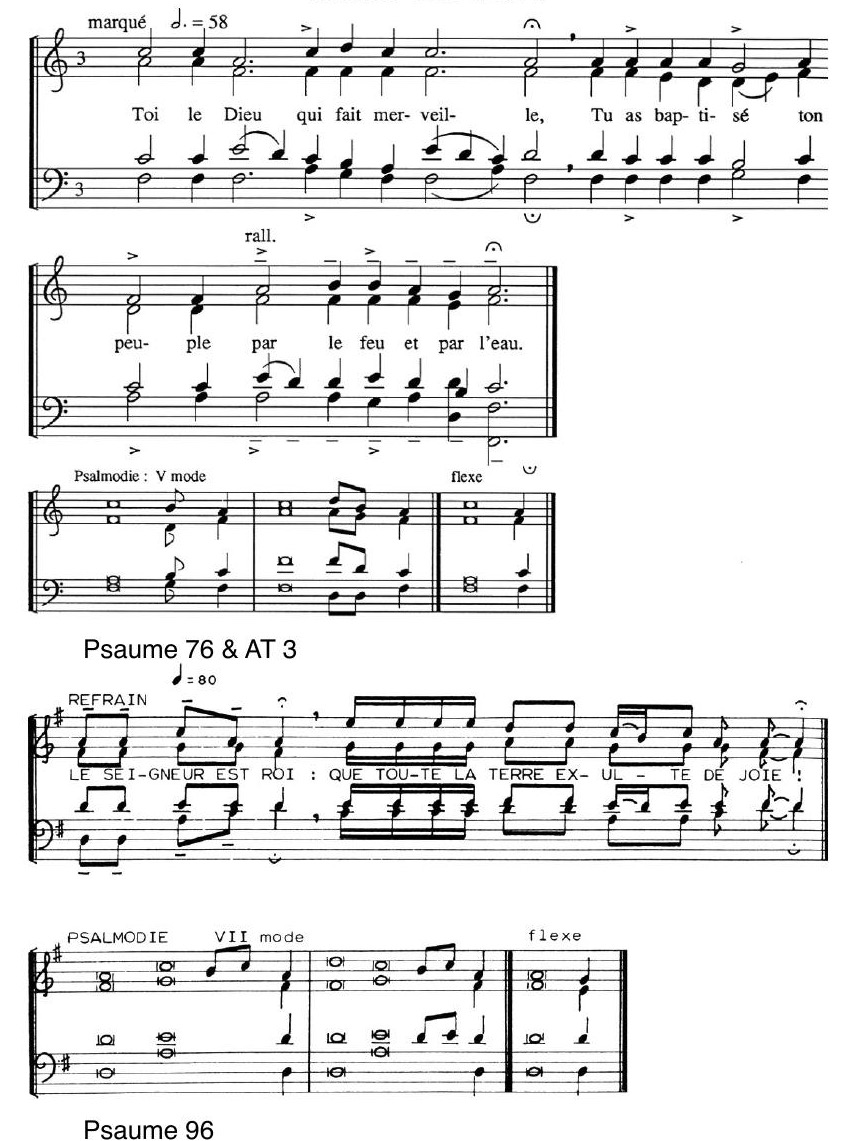 marqué 𝅗𝅥. = 58
3
Toi le Dieu qui fait mer- veil- le, Tu as bap- ti- sé ton
3
rall.
peu- ple par le feu et par l'eau.
Psalmodie : V mode flexe
Psaume 76 & AT 3
♩ = 80
REFRAIN
LE SEI-GNEUR EST ROI : QUE TOU-TE LA TERRE EX- UL - TE DE JOIE !
PSALMODIE VII mode flexe
Psaume 96